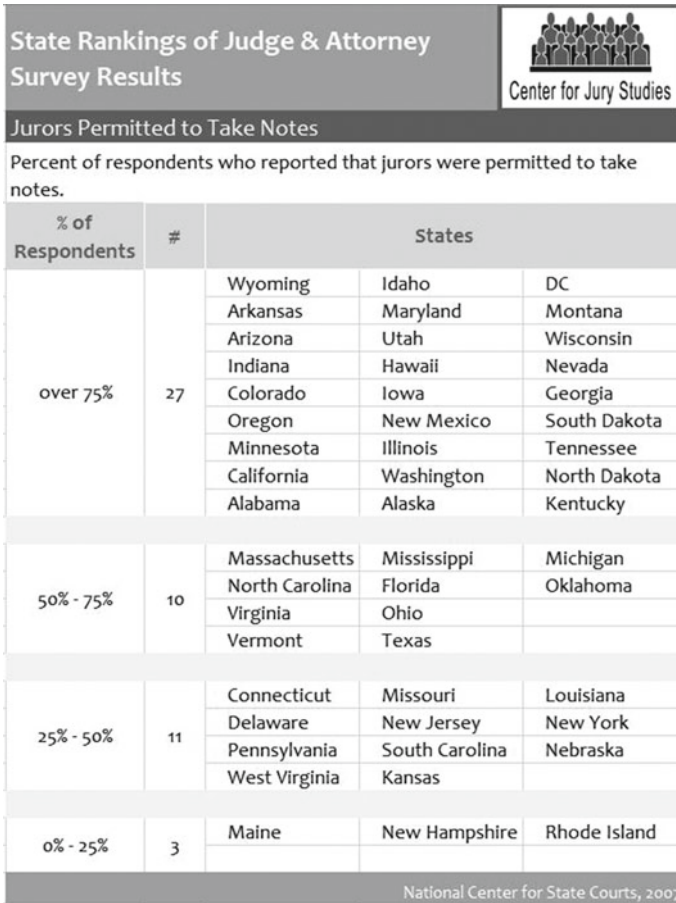 State Rankings of Judge & Attorney
Survey Results
Center for Jury Studies
Jurors Permitted to Take Notes
Percent of respondents who reported that jurors were permitted to take
notes.
% of
Respondents
#
States
over 75%
27
Wyoming Idaho DC
Arkansas Maryland Montana
Arizona Utah Wisconsin
Indiana Hawaii Nevada
Colorado Iowa Georgia
Oregon New Mexico South Dakota
Minnesota Illinois Tennessee
California Washington North Dakota
Alabama Alaska Kentucky
50% - 75%
10
Massachusetts Mississippi Michigan
North Carolina Florida Oklahoma
Virginia Ohio
Vermont Texas
25% - 50%
11
Connecticut Missouri Louisiana
Delaware New Jersey New York
Pennsylvania South Carolina Nebraska
West Virginia Kansas
0% - 25%
3
Maine New Hampshire Rhode Island
National Center for State Courts, 2007